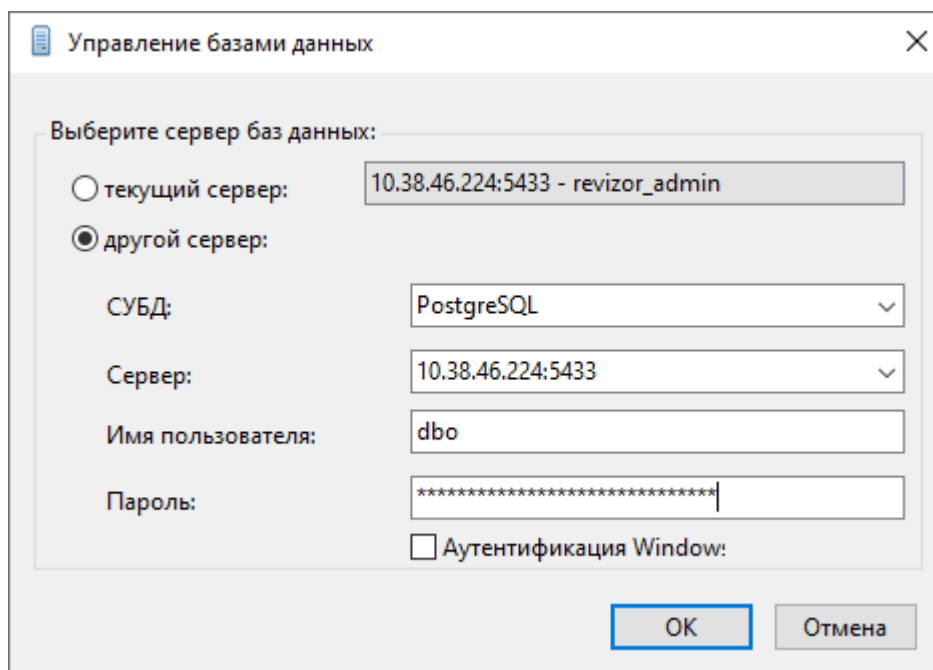 Управление базами данных
Выберите сервер баз данных:
текущий сервер: 10.38.46.224:5433 - revizor_admin
другой сервер:
СУБД: PostgreSQL
Сервер: 10.38.46.224:5433
Имя пользователя: dbo
Пароль: ******************************
Аутентификация Window:
OK Отмена